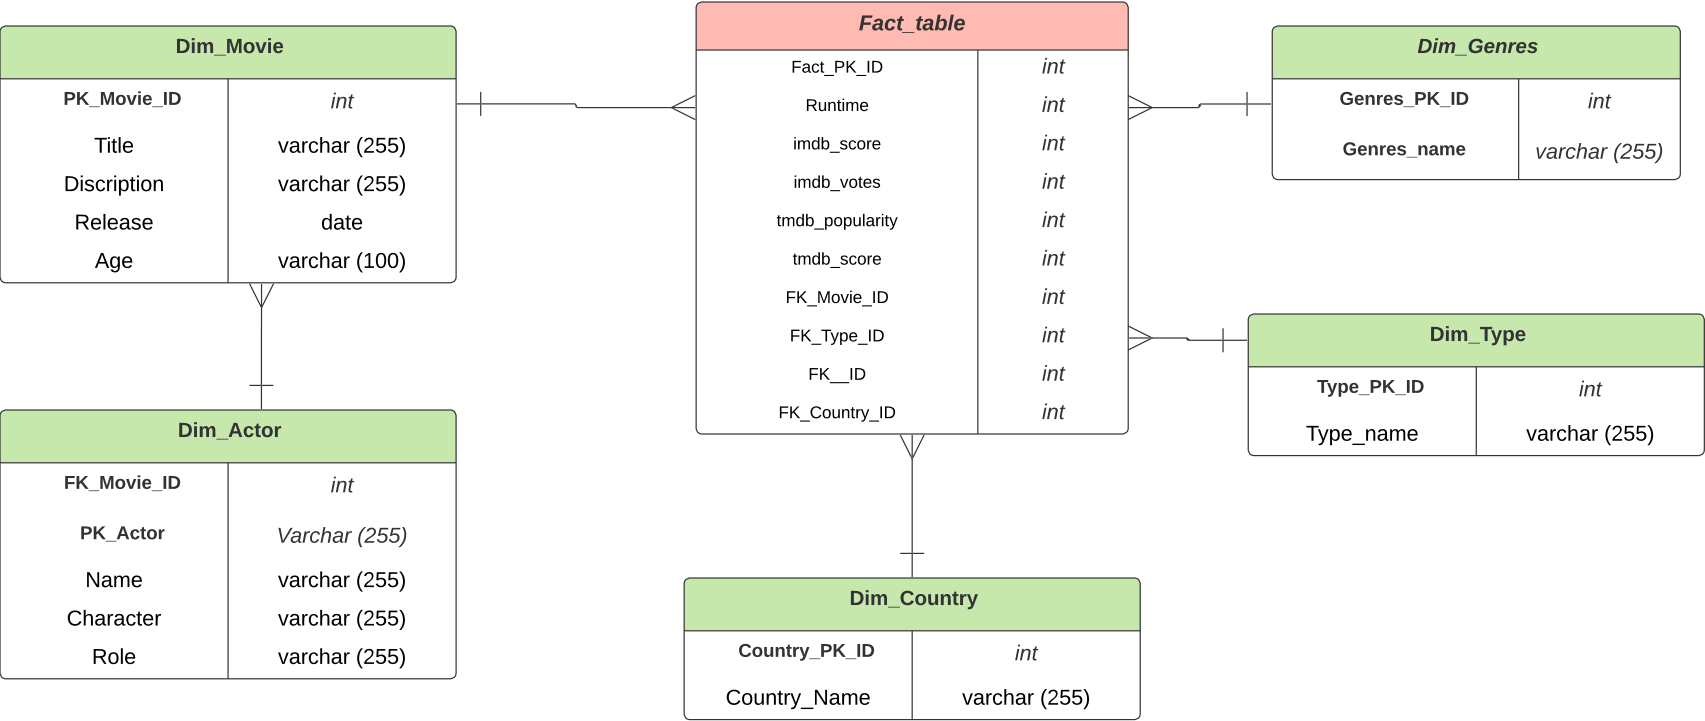 Dim_Movie
PK_Movie_ID int
Title varchar (255)
Discription varchar (255)
Release date
Age varchar (100)
Fact_table
Fact_PK_ID int
Runtime int
imdb_score int
imdb_votes int
tmdb_popularity int
tmdb_score int
FK_Movie_ID int
FK_Type_ID int
FK__ID int
FK_Country_ID int
Dim_Genres
Genres_PK_ID int
Genres_name varchar (255)
Dim_Type
Type_PK_ID int
Type_name varchar (255)
Dim_Actor
FK_Movie_ID int
PK_Actor Varchar (255)
Name varchar (255)
Character varchar (255)
Role varchar (255)
Dim_Country
Country_PK_ID int
Country_Name varchar (255)